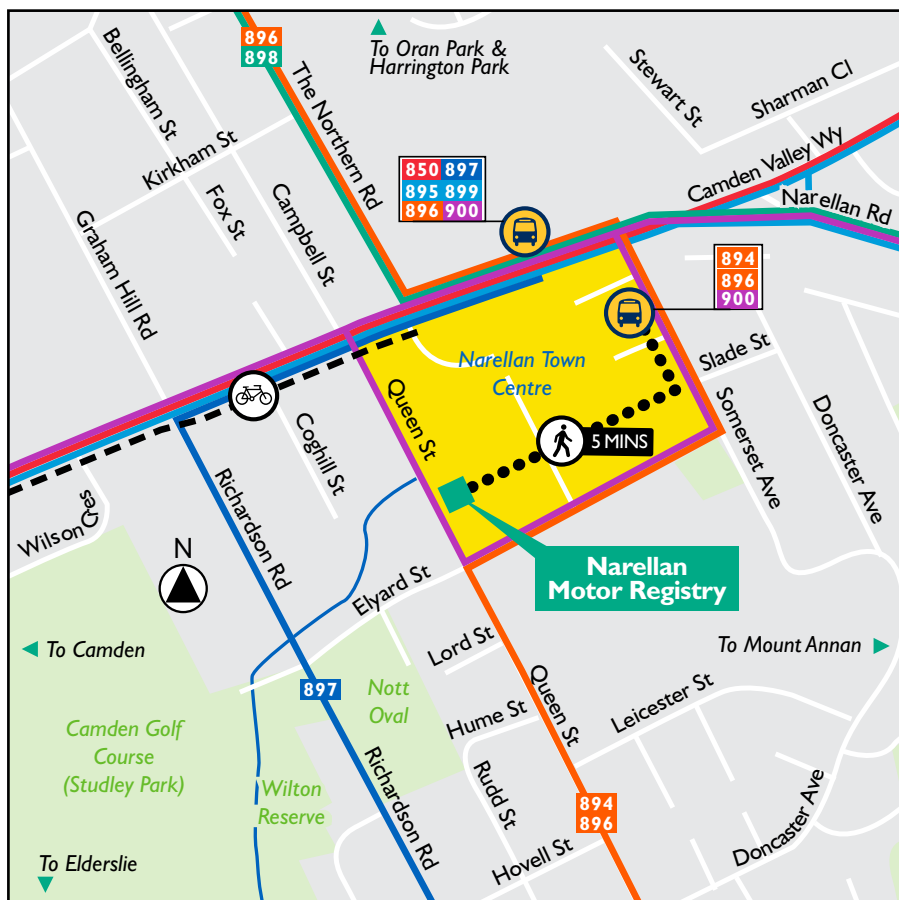 896
898
To Oran Park &
Harrington Park
Bellingham St
Stewart St
Sharman Cl
The Northern Rd
Kirkham St
Camden Valley Wy
850 897
895 899
896 900
Fox St
Campbell St
Narellan Rd
Graham Hill Rd
894
896
900
Narellan Town
Centre
Slade St
Queen St
Somerset Ave
Doncaster Ave
Coghill St
5 MINS
Richardson Rd
Wilson Cres
N
Narellan
Motor Registry
Elyard St
To Camden
Lord St
To Mount Annan
897
Nott
Oval
Queen St
Leicester St
Hume St
Camden Golf
Course
(Studley Park)
Richardson Rd
Rudd St
Wilton
Reserve
894
896
Doncaster Ave
Hovell St
To Elderslie